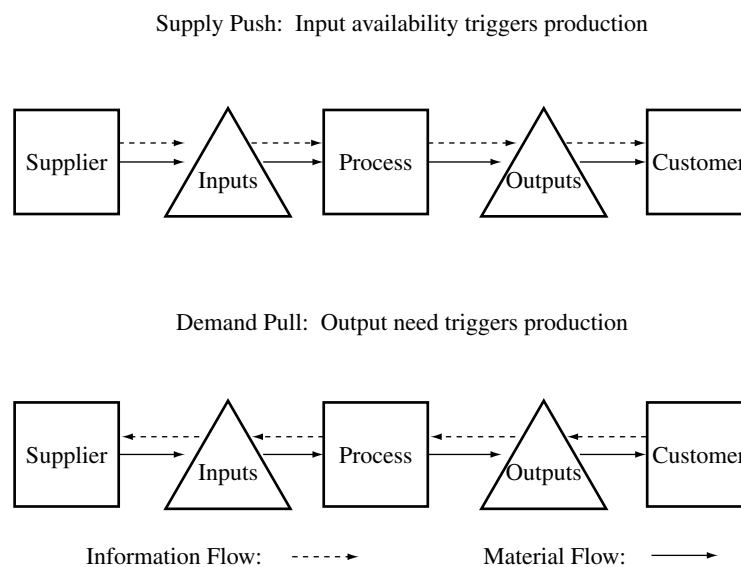 Supply Push: Input availability triggers production
Supplier Inputs Process Outputs Customer
Demand Pull: Output need triggers production
Supplier Inputs Process Outputs Customer
Information Flow: Material Flow: